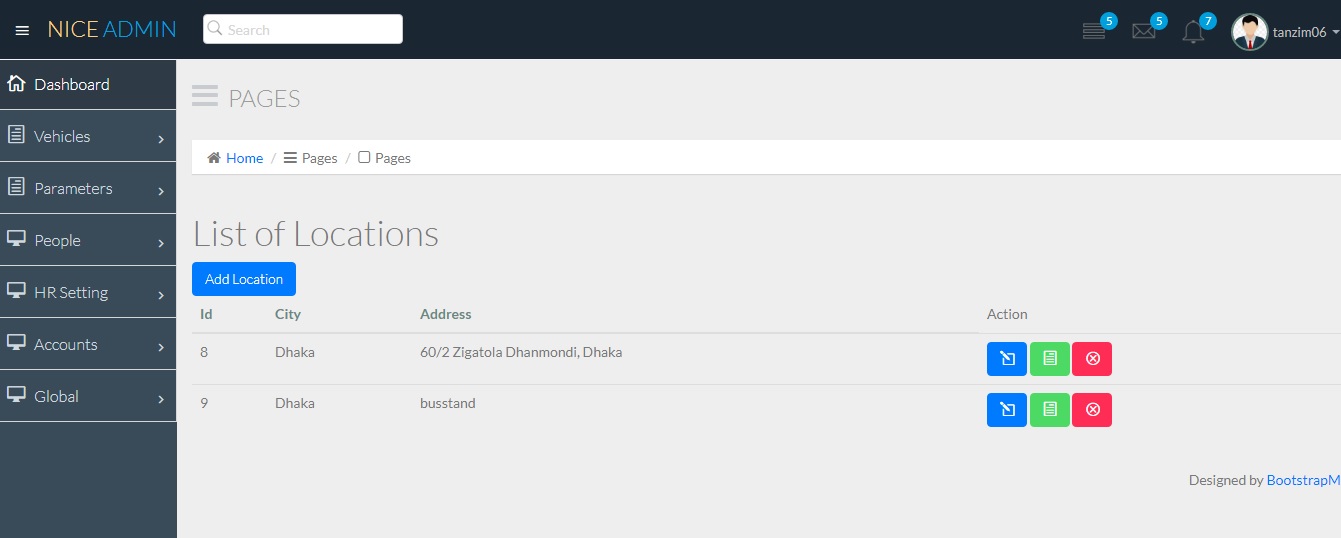 NICE ADMIN
Search
5
5
7
tanzim06
Dashboard
Vehicles
Parameters
People
HR Setting
Accounts
Global
PAGES
Home / Pages / Pages
List of Locations
Add Location
Id City Address Action
8 Dhaka 60/2 Zigatola Dhanmondi, Dhaka
9 Dhaka busstand
Designed by BootstrapM